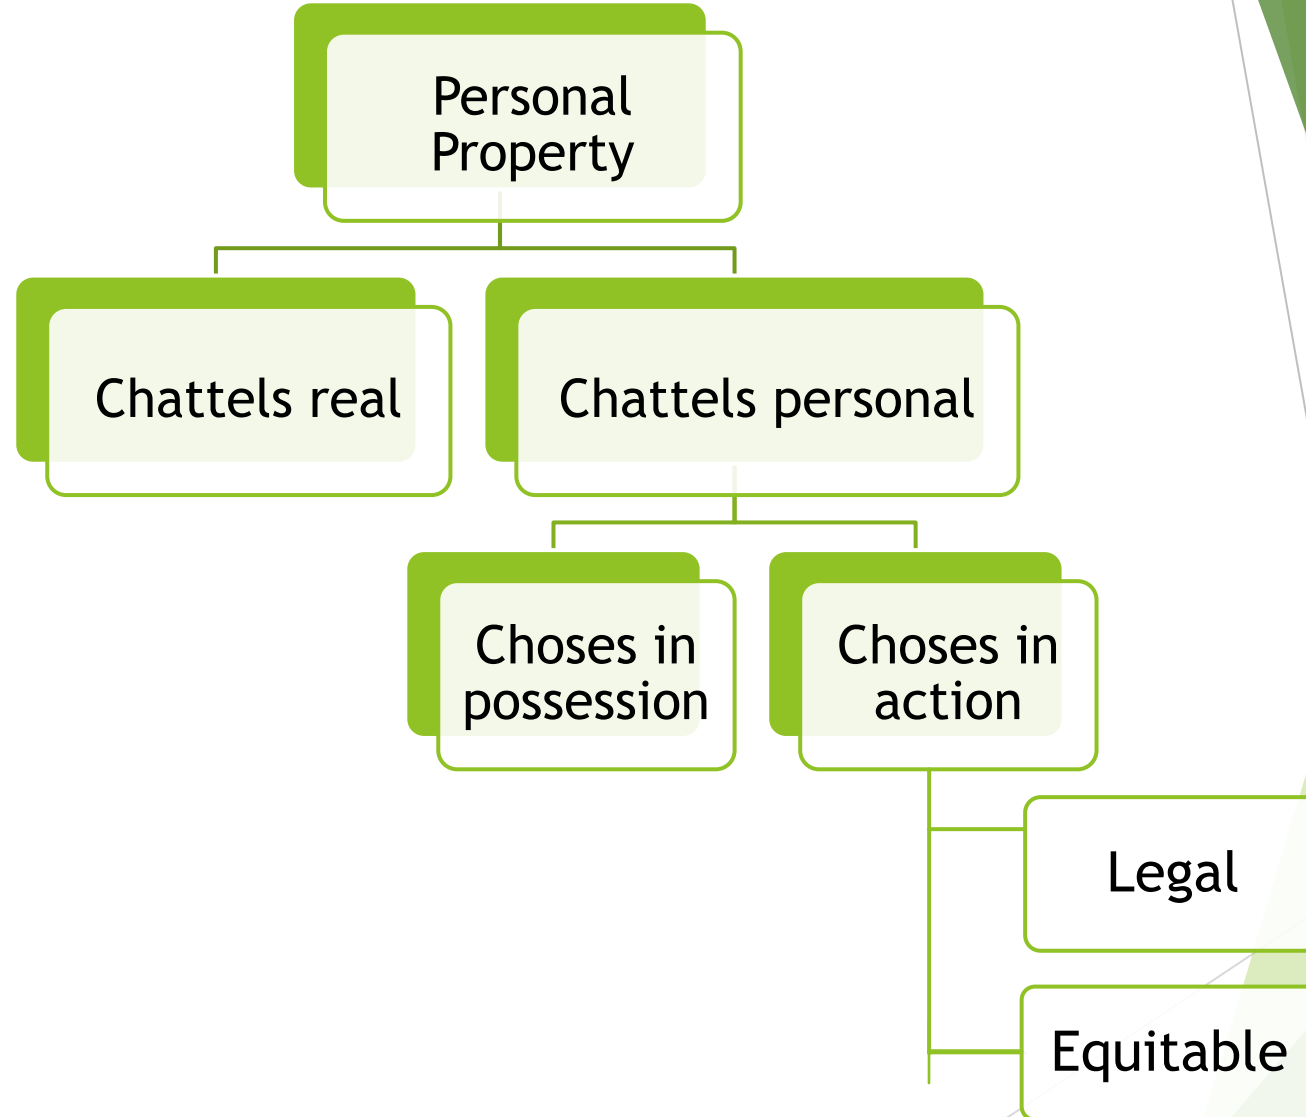 Personal
Property
Chattels real
Chattels personal
Choses in
possession
Choses in
action
Legal
Equitable